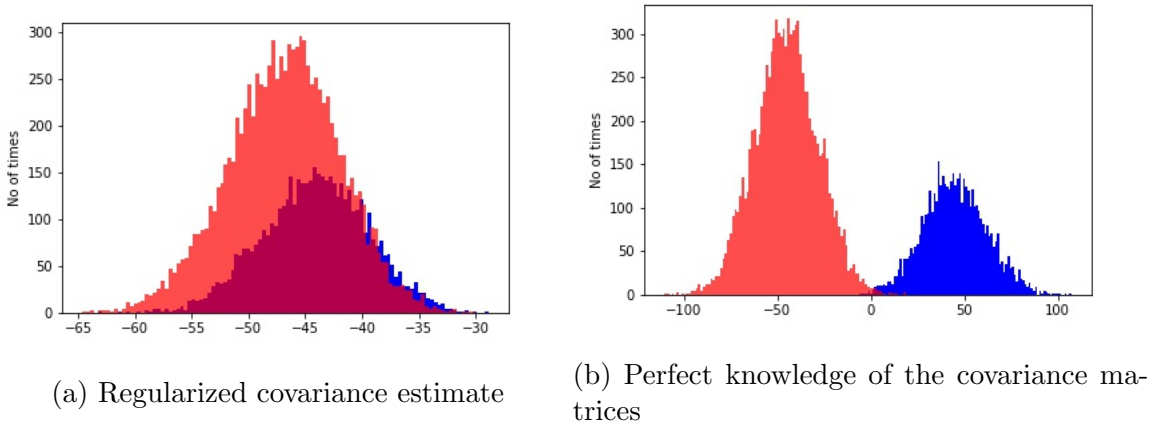 300
250
200
150
100
50
0
No of times
−65 −60 −55 −50 −45 −40 −35 −30
(a) Regularized covariance estimate
300
250
200
150
100
50
0
No of times
−100 −50 0 50 100
(b) Perfect knowledge of the covariance ma-
trices